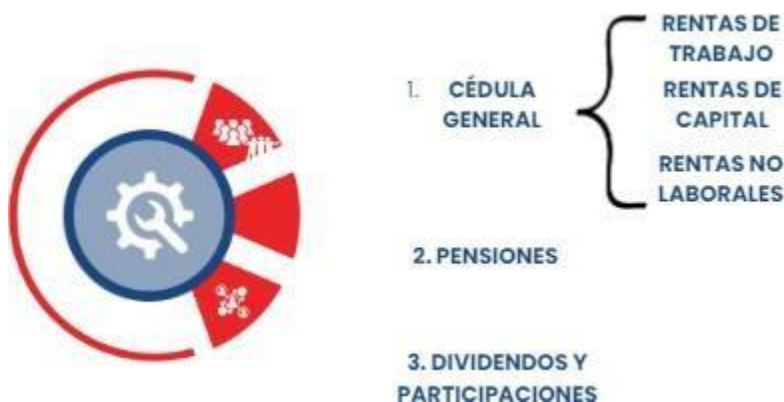 1. CÉDULA
GENERAL
RENTAS DE
TRABAJO
RENTAS DE
CAPITAL
RENTAS NO
LABORALES
2. PENSIONES
3. DIVIDENDOS Y
PARTICIPACIONES